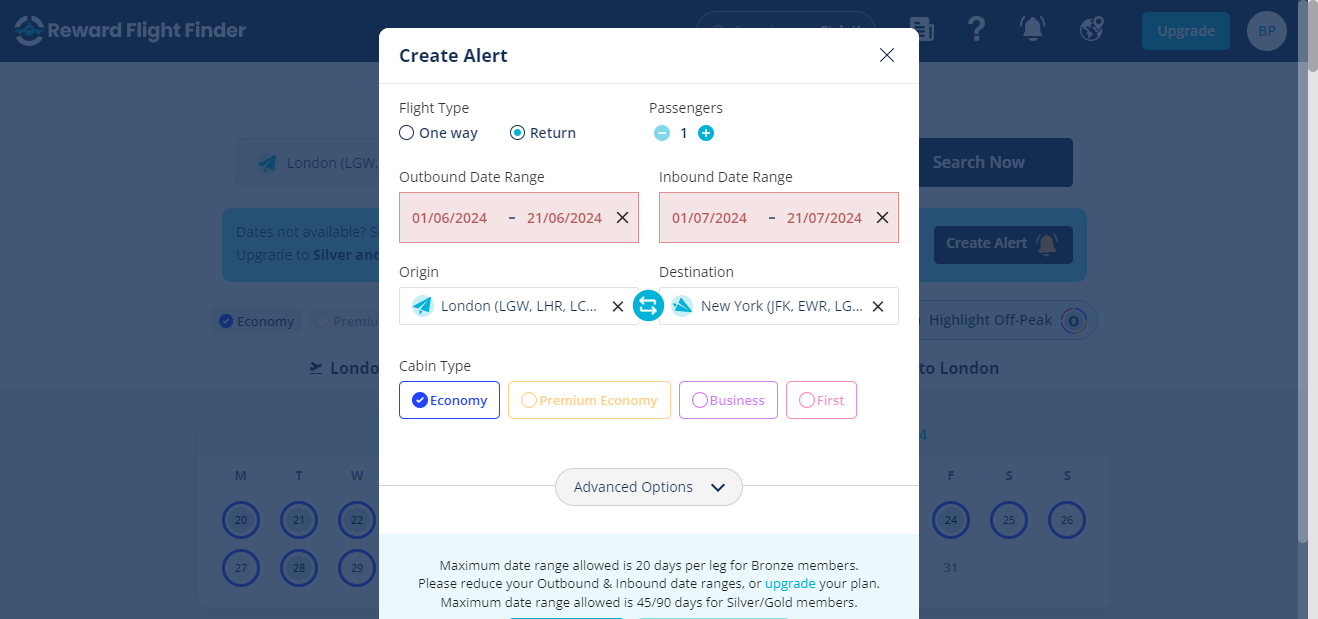 Reward Flight Finder
Upgrade
BP
Create Alert
Flight Type
Passengers
One way
Return
1
London (LGW,
Search Now
Outbound Date Range
Inbound Date Range
01/06/2024 – 21/06/2024
01/07/2024 – 21/07/2024
Dates not available? S
Upgrade to Silver and
Create Alert
Origin
Destination
London (LGW, LHR, LC...
New York (JFK, EWR, LG...
Economy
Premiu
Highlight Off-Peak
Londo
to London
Cabin Type
Economy
Premium Economy
Business
First
4
M T W
F S S
Advanced Options
20 21 22
24 25 26
27 28 29
31
Maximum date range allowed is 20 days per leg for Bronze members.
Please reduce your Outbound & Inbound date ranges, or upgrade your plan.
Maximum date range allowed is 45/90 days for Silver/Gold members.